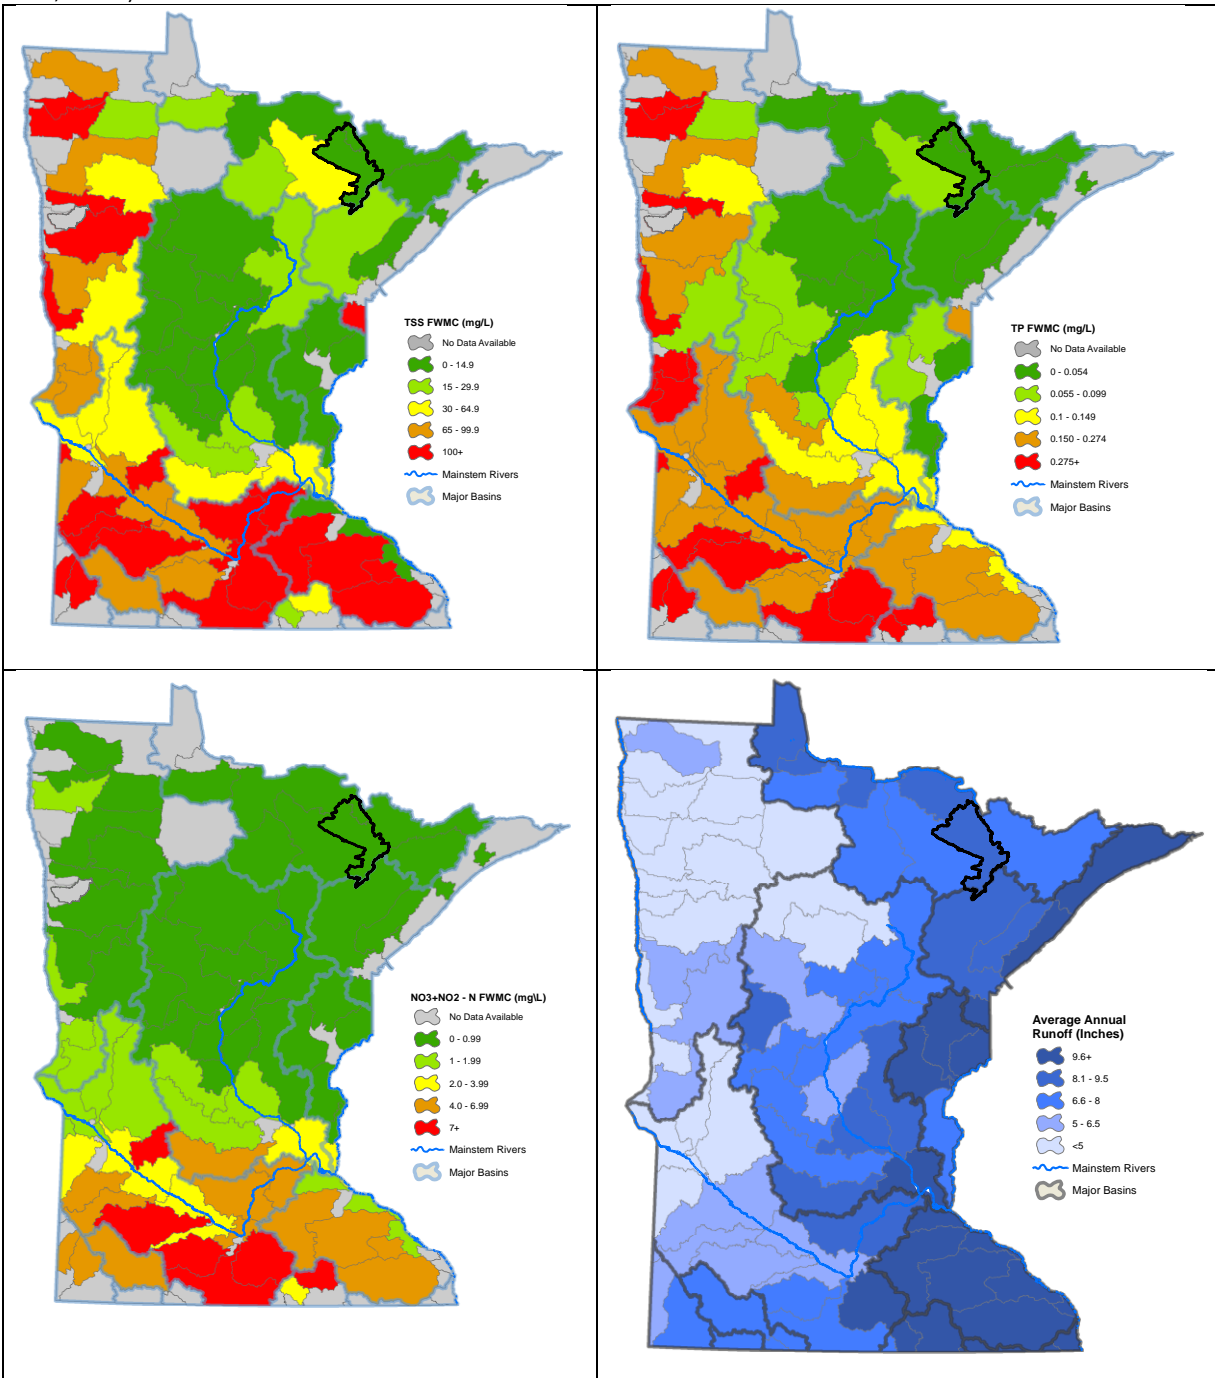 TSS FWMC (mg/L)
No Data Available
0 - 14.9
15 - 29.9
30 - 64.9
65 - 99.9
100+
Mainstem Rivers
Major Basins
TP FWMC (mg/L)
No Data Available
0 - 0.054
0.055 - 0.099
0.1 - 0.149
0.150 - 0.274
0.275+
Mainstem Rivers
Major Basins
NO3+NO2 - N FWMC (mg\L)
No Data Available
0 - 0.99
1 - 1.99
2.0 - 3.99
4.0 - 6.99
7+
Mainstem Rivers
Major Basins
Average Annual
Runoff (Inches)
9.6+
8.1 - 9.5
6.6 - 8
5 - 6.5
<5
Mainstem Rivers
Major Basins